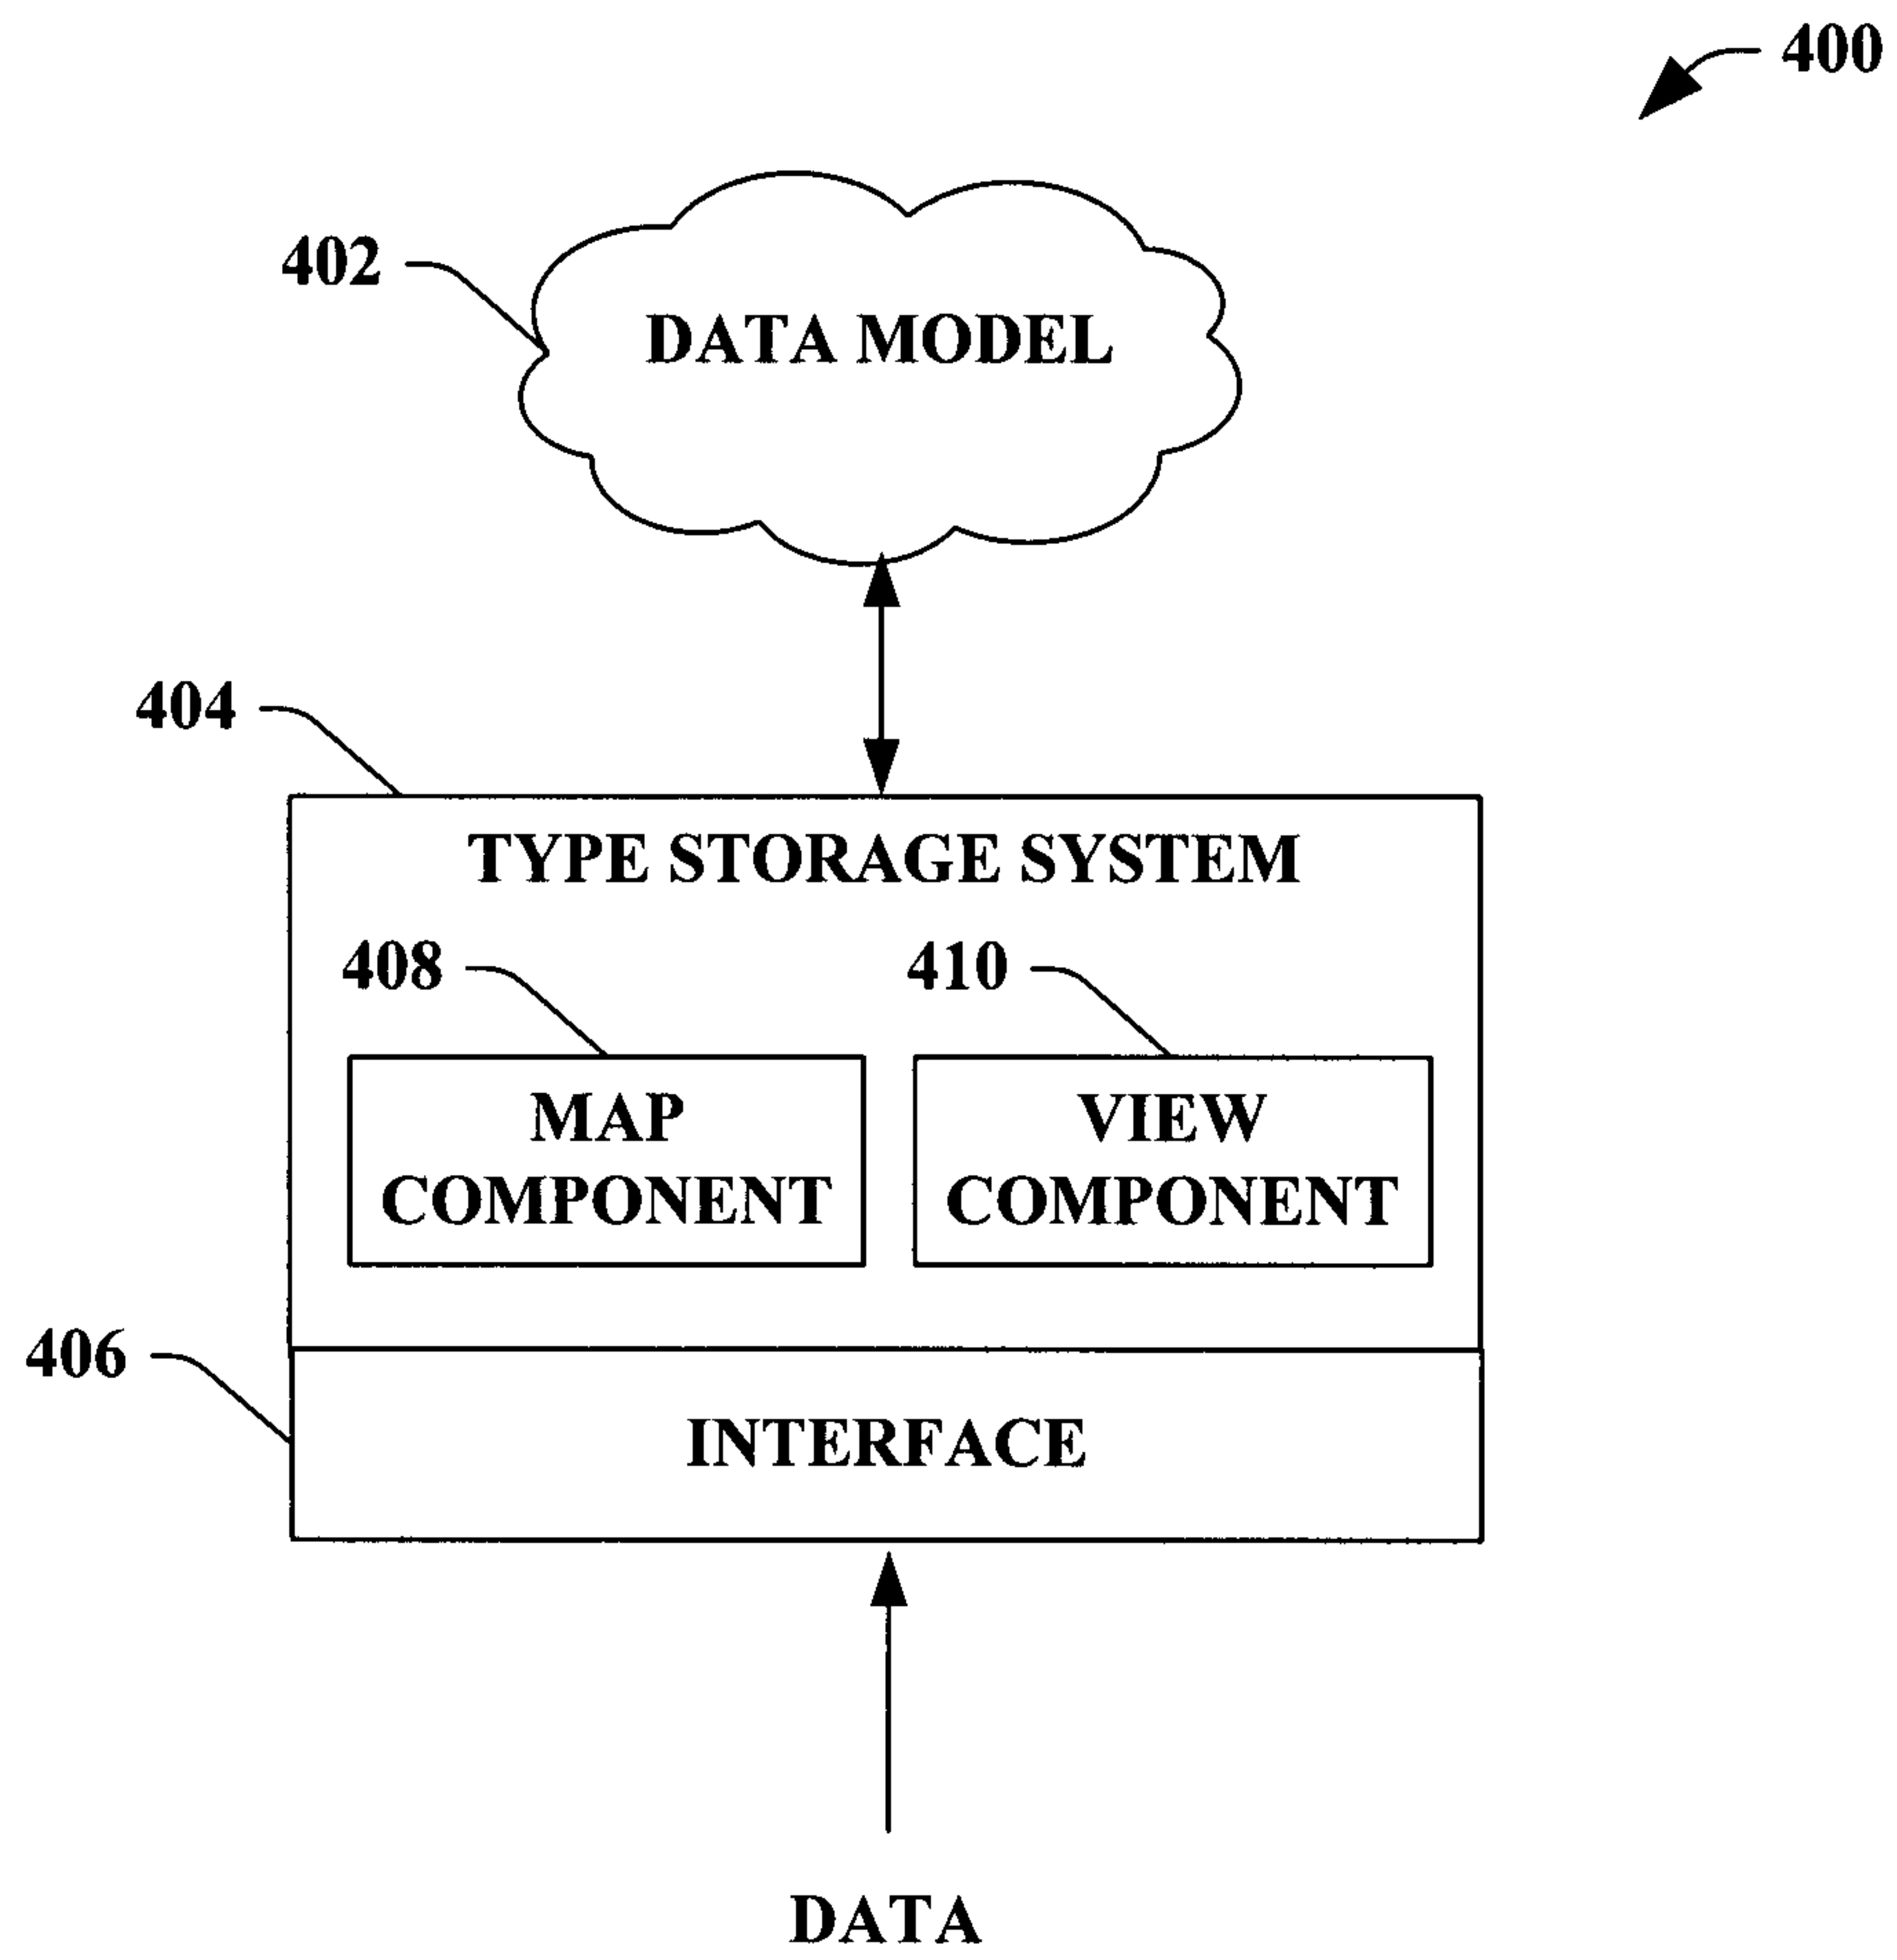 400
402
DATA MODEL
404
TYPE STORAGE SYSTEM
408
410
MAP
COMPONENT
VIEW
COMPONENT
406
INTERFACE
DATA